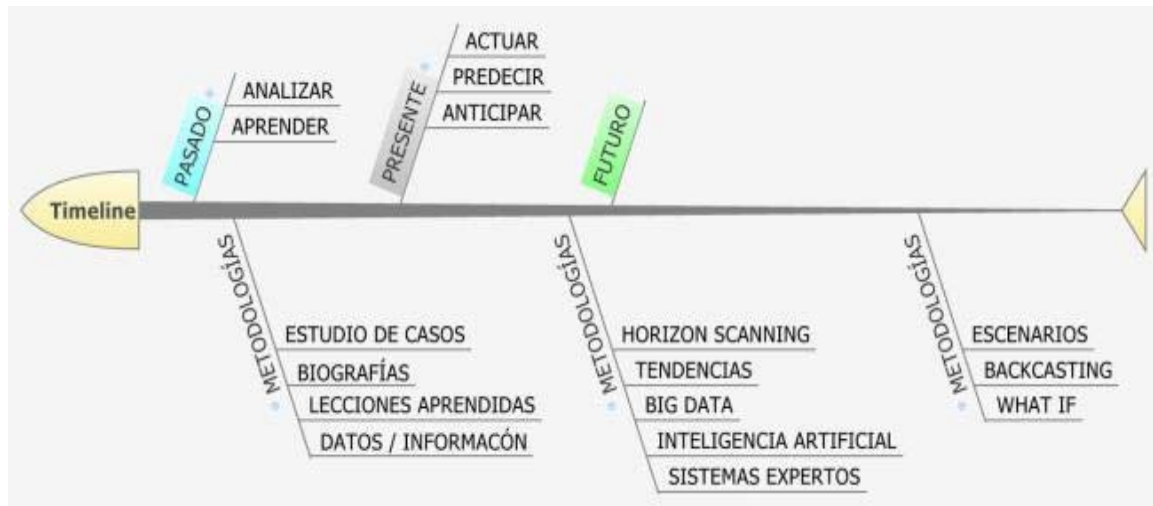 ACTUAR
PREDECIR
ANTICIPAR
PRESENTE
ANALIZAR
APRENDER
PASADO
FUTURO
Timeline
METODOLOGÍAS
ESTUDIO DE CASOS
BIOGRAFÍAS
LECCIONES APRENDIDAS
DATOS / INFORMACÓN
METODOLOGÍAS
HORIZON SCANNING
TENDENCIAS
BIG DATA
INTELIGENCIA ARTIFICIAL
SISTEMAS EXPERTOS
METODOLOGÍAS
ESCENARIOS
BACKCASTING
WHAT IF